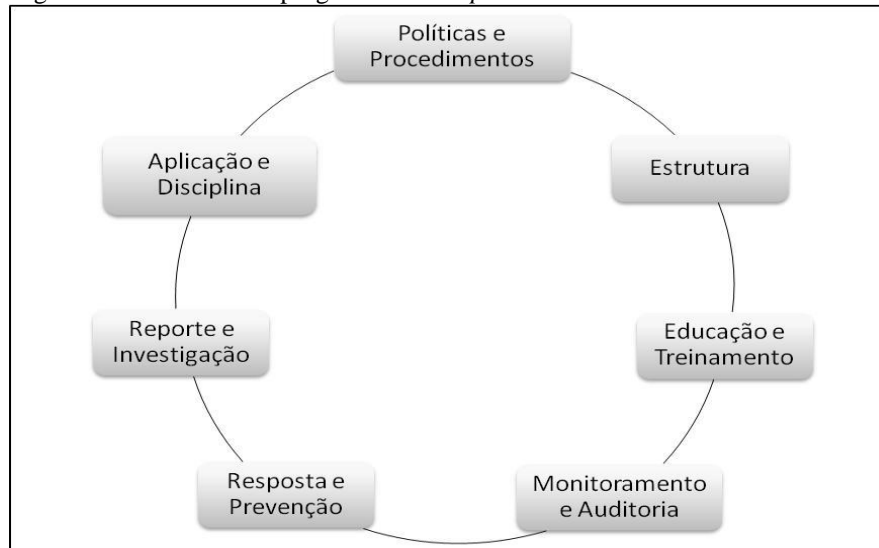 Políticas e
Procedimentos
Estrutura
Educação e
Treinamento
Monitoramento
e Auditoria
Resposta e
Prevenção
Reporte e
Investigação
Aplicação e
Disciplina